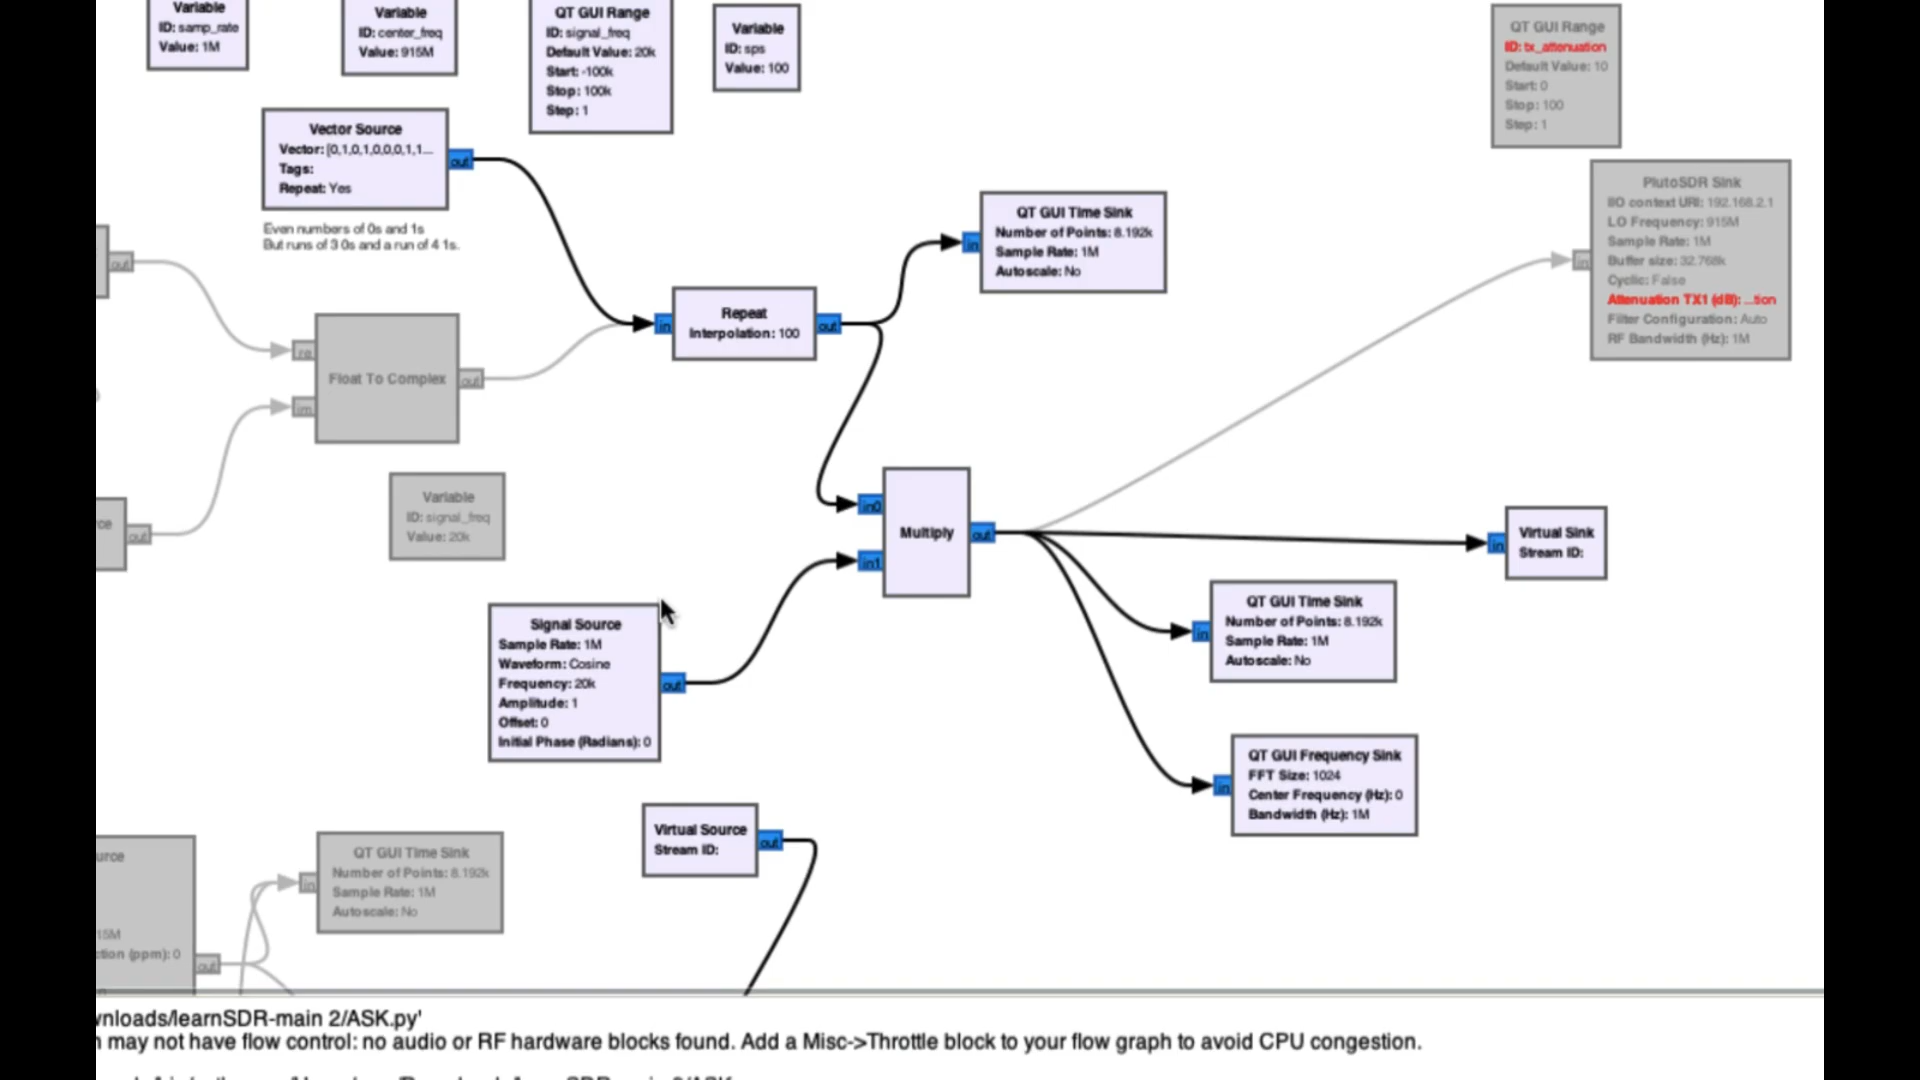 Variable
ID: samp_rate
Value: 1M
Variable
ID: center_freq
Value: 915M
QT GUI Range
ID: signal_freq
Default Value: 20k
Start: -100k
Stop: 100k
Step: 1
Variable
ID: sps
Value: 100
QT GUI Range
ID: tx_attenuation
Default Value: 10
Start: 0
Stop: 100
Step: 1
Vector Source
Vector: [0,1,0,1,0,0,0,1,1...
Tags:
Repeat: Yes
out
Even numbers of 0s and 1s
But runs of 3 0s and a run of 4 1s.
PlutoSDR Sink
IIO context URI: 192.168.2.1
LO Frequency: 915M
Sample Rate: 1M
Buffer size: 32.768k
Cyclic: False
Attenuation TX1 (dB): ...tion
Filter Configuration: Auto
RF Bandwidth (Hz): 1M
in
QT GUI Time Sink
Number of Points: 8.192k
Sample Rate: 1M
Autoscale: No
in
out
Repeat
Interpolation: 100
in
out
re
im
Float To Complex
out
Variable
ID: signal_freq
Value: 20k
ce
out
in0
in1
Multiply
out
in
Virtual Sink
Stream ID:
Signal Source
Sample Rate: 1M
Waveform: Cosine
Frequency: 20k
Amplitude: 1
Offset: 0
Initial Phase (Radians): 0
out
in
QT GUI Time Sink
Number of Points: 8.192k
Sample Rate: 1M
Autoscale: No
in
QT GUI Frequency Sink
FFT Size: 1024
Center Frequency (Hz): 0
Bandwidth (Hz): 1M
Virtual Source
Stream ID:
out
urce
15M
ction (ppm): 0
out
in
QT GUI Time Sink
Number of Points: 8.192k
Sample Rate: 1M
Autoscale: No
wnloads/learnSDR-main 2/ASK.py'
may not have flow control: no audio or RF hardware blocks found. Add a Misc->Throttle block to your flow graph to avoid CPU congestion.